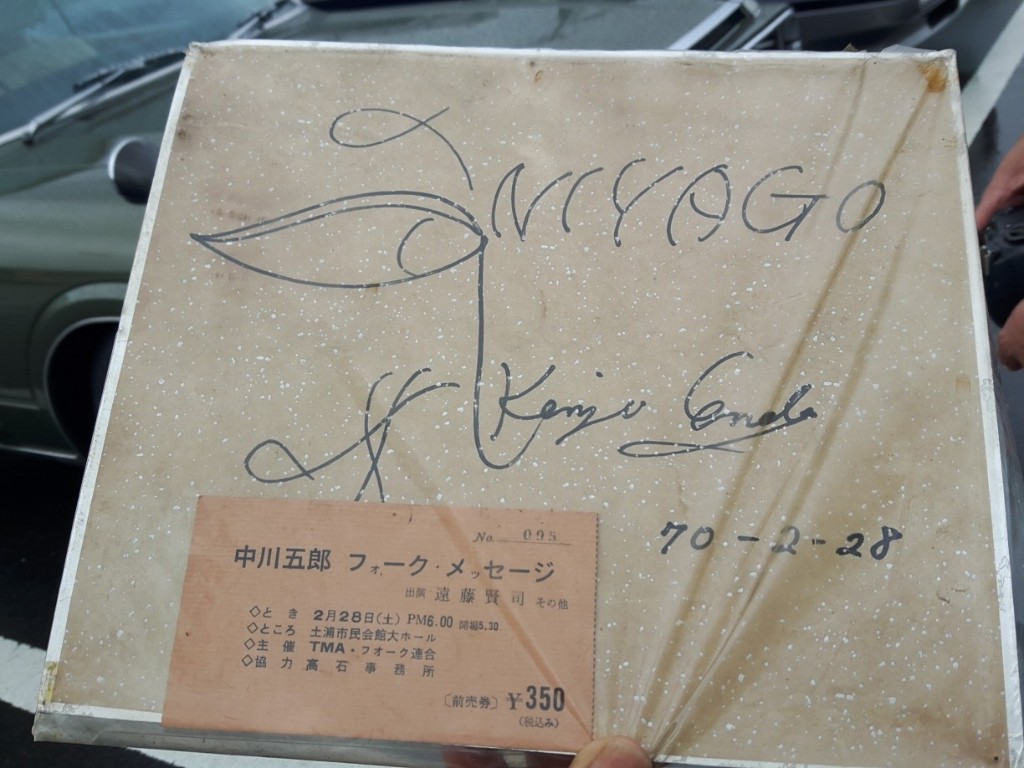 NIYAGO
Kenji Endo
70-2-28
No. 095
中川五郎 フォーク・メッセージ
出演 遠藤賢司 その他
◇とき 2月28日(土) PM6.00 開場5.30
◇ところ 土浦市民会館大ホール
◇主催 TMA・フオーク連合
◇協力 高石事務所
〔前売券〕 ¥350
(税込み)